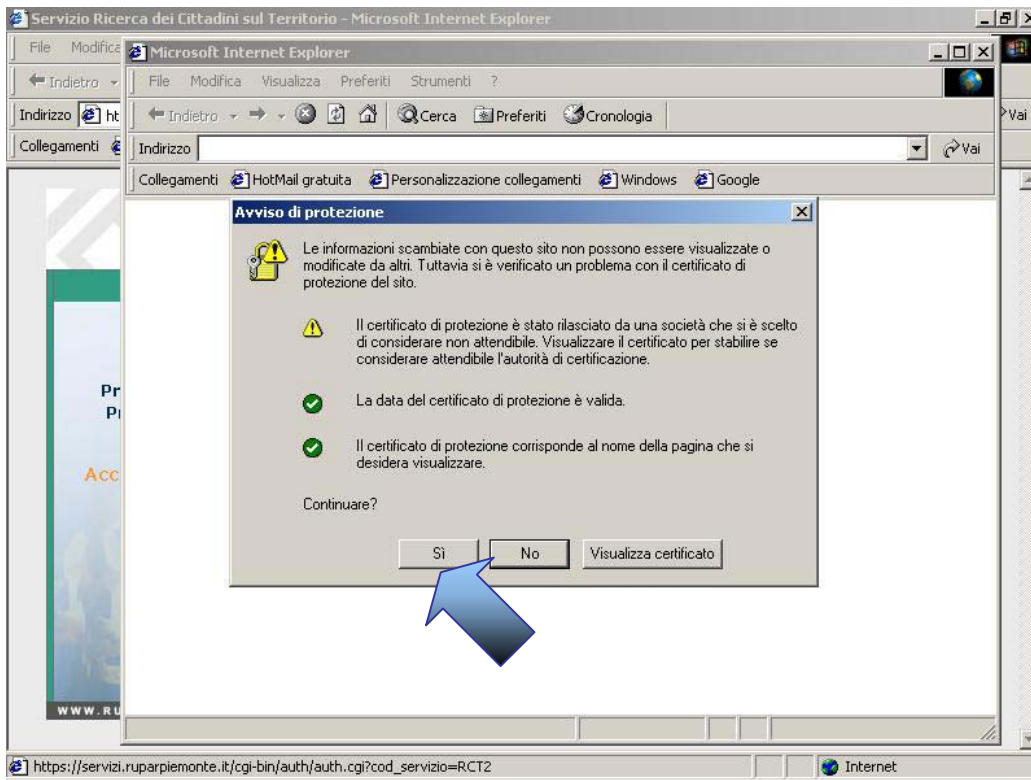 Servizio Ricerca dei Cittadini sul Territorio - Microsoft Internet Explorer
File Modifica
Microsoft Internet Explorer
File Modifica Visualizza Preferiti Strumenti ?
Indietro
Indietro Cerca Preferiti Cronologia
Indirizzo ht
Vai
Indirizzo Vai
Collegamenti
Collegamenti HotMail gratuita Personalizzazione collegamenti Windows Google
Avviso di protezione
Le informazioni scambiate con questo sito non possono essere visualizzate o
modificate da altri. Tuttavia si è verificato un problema con il certificato di
protezione del sito.
Il certificato di protezione è stato rilasciato da una società che si è scelto
di considerare non attendibile. Visualizzare il certificato per stabilire se
considerare attendibile l'autorità di certificazione.
La data del certificato di protezione è valida.
Il certificato di protezione corrisponde al nome della pagina che si
desidera visualizzare.
Continuare?
Sì No Visualizza certificato
Pr
Acc
WWW.RU
https://servizi.ruparpiemonte.it/cgi-bin/auth/auth.cgi?cod_servizio=RCT2 Internet